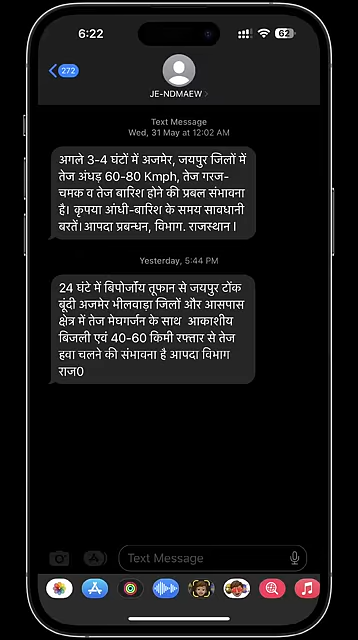 6:22
62
272
JE-NDMAEW
Text Message
Wed, 31 May at 12:02 AM
अगले 3-4 घंटों में अजमेर, जयपुर जिलों में
तेज अंधड़ 60-80 Kmph, तेज गरज-
चमक व तेज बारिश होने की प्रबल संभावना
है। कृपया आंधी-बारिश के समय सावधानी
बरतें।आपदा प्रबन्धन, विभाग. राजस्थान I
Yesterday, 5:44 PM
24 घंटे में बिपोर्जॉय तूफान से जयपुर टोंक
बूंदी अजमेर भीलवाड़ा जिलों और आसपास
क्षेत्र में तेज मेघगर्जन के साथ आकाशीय
बिजली एवं 40-60 किमी रफ्तार से तेज
हवा चलने की संभावना है आपदा विभाग
राज0
Text Message